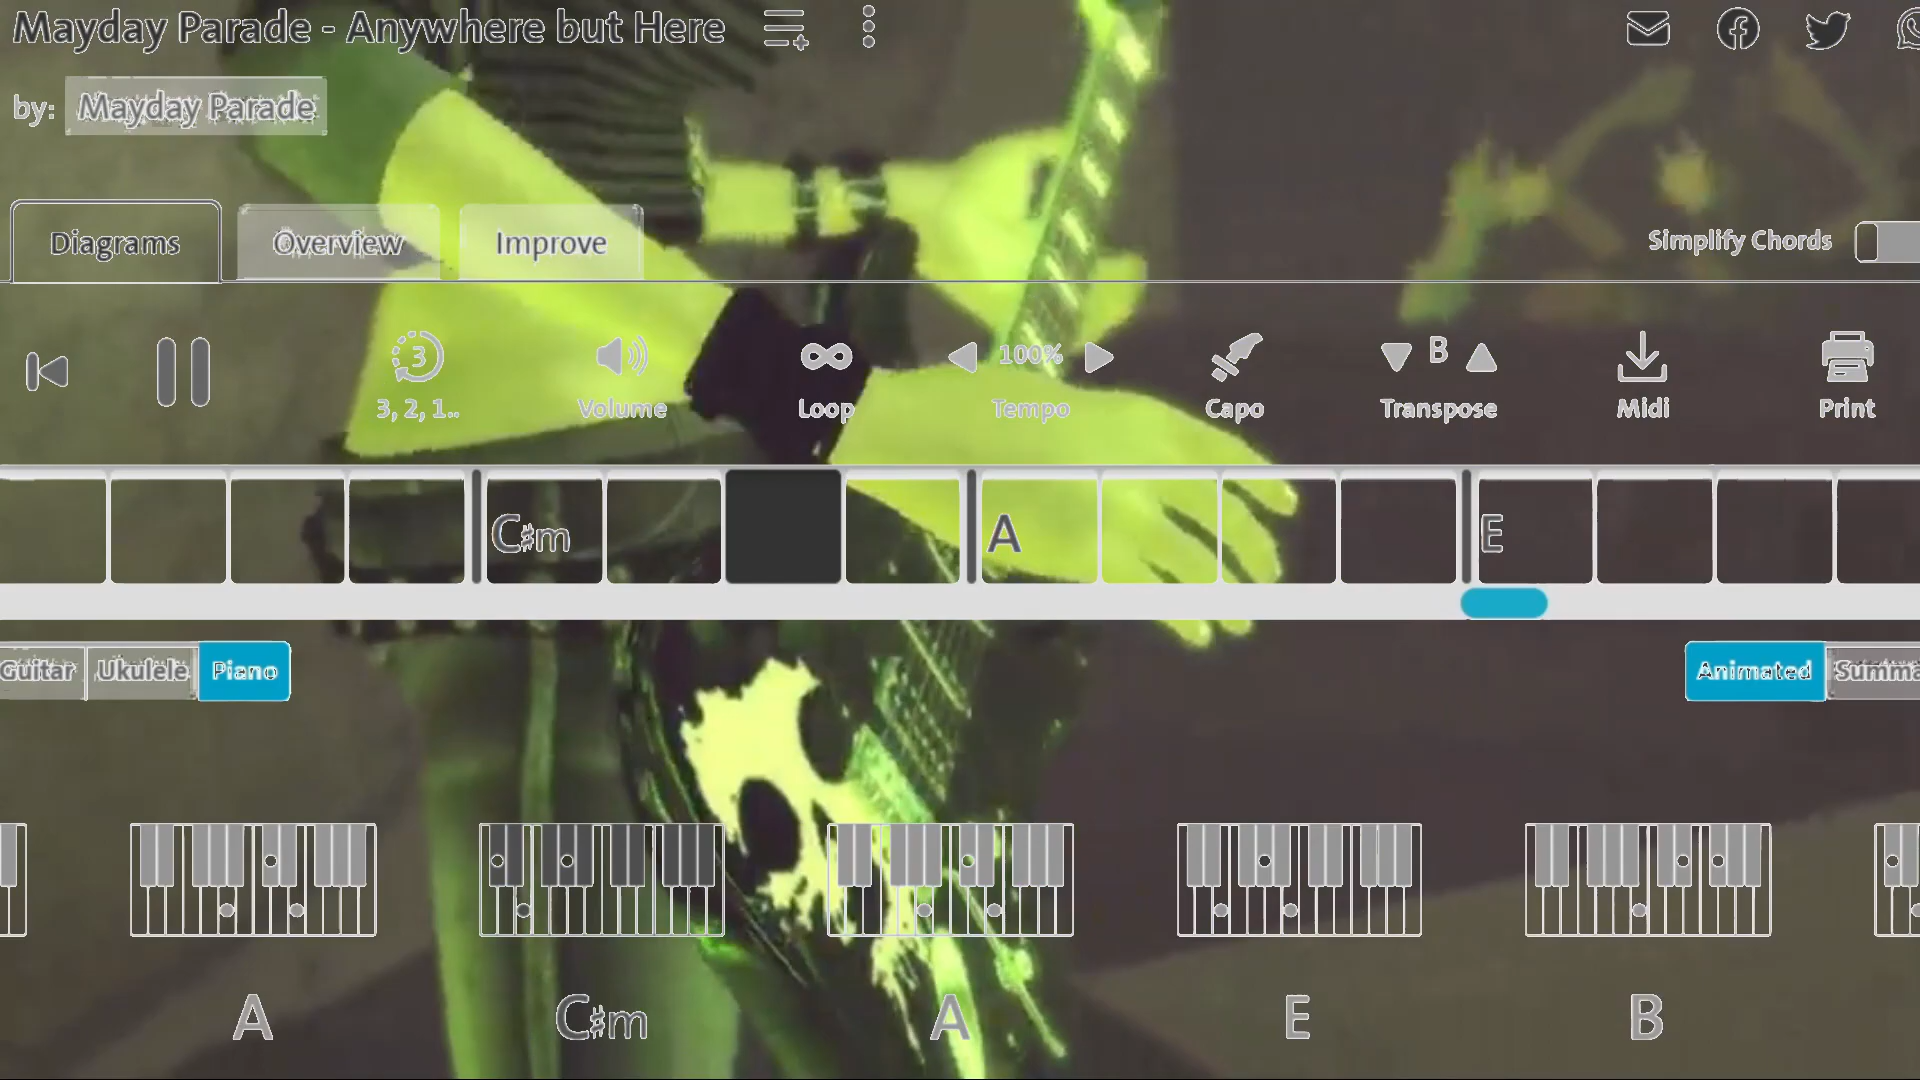 Mayday Parade - Anywhere but Here
by: Mayday Parade
Diagrams Overview Improve
Simplify Chords
3
100%
B
3, 2, 1.. Volume Loop Tempo Capo Transpose Midi Print
C♯m A E
Guitar Ukulele Piano
Animated
A C♯m A E B